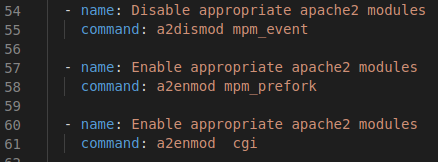 54 - name: Disable appropriate apache2 modules
55 command: a2dismod mpm_event
56
57 - name: Enable appropriate apache2 modules
58 command: a2enmod mpm_prefork
59
60 - name: Enable appropriate apache2 modules
61 command: a2enmod  cgi